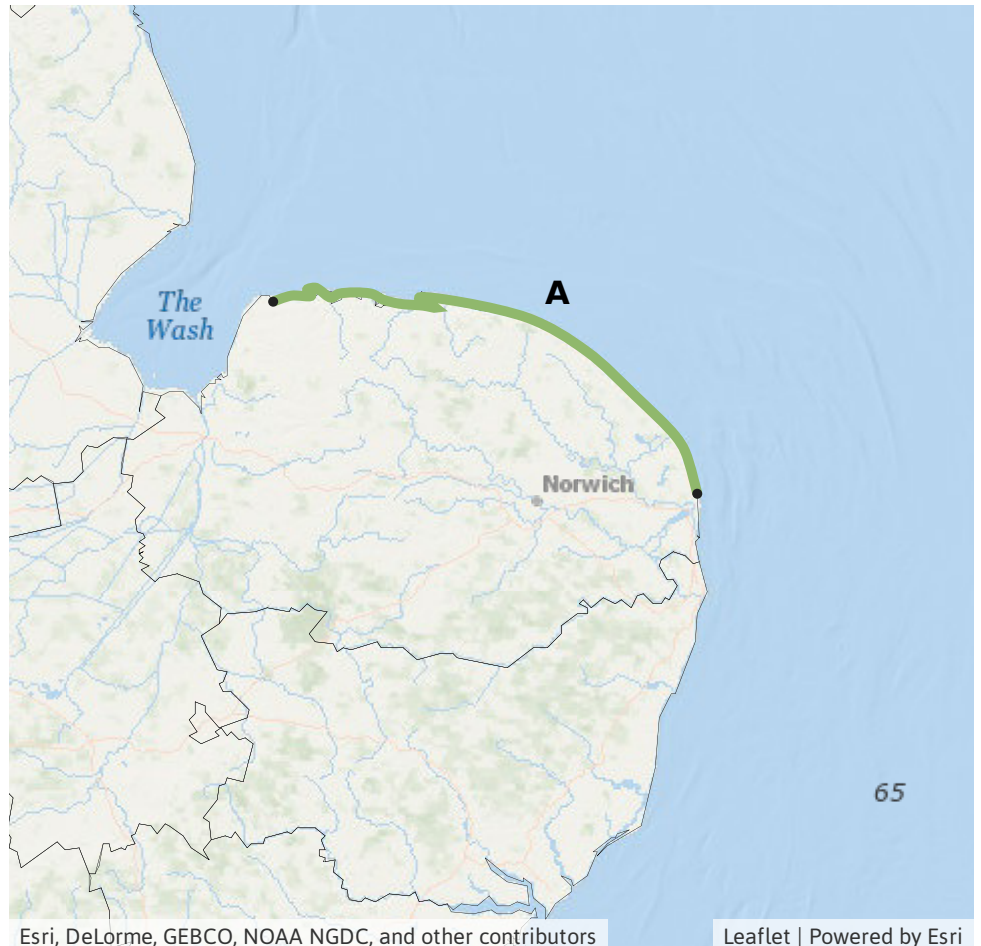 A
The
Wash
Norwich
65
Esri, DeLorme, GEBCO, NOAA NGDC, and other contributors
Leaflet | Powered by Esri